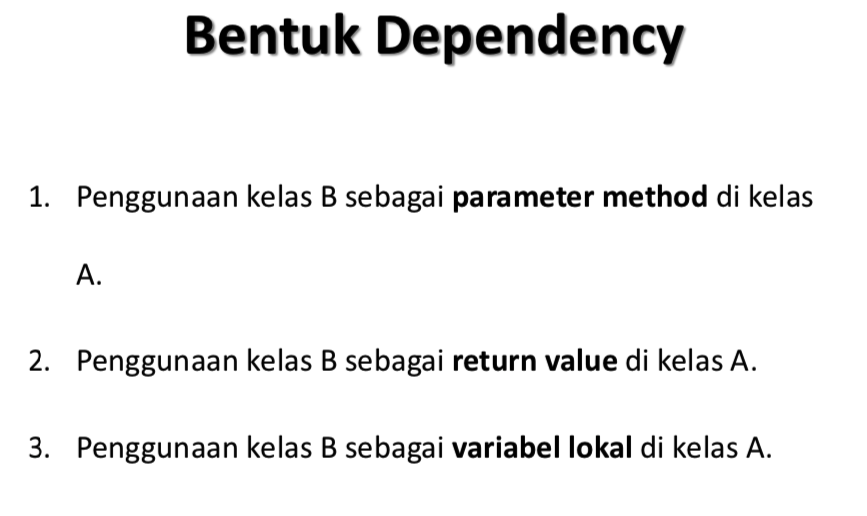 Bentuk Dependency
1. Penggunaan kelas B sebagai parameter method di kelas
A.
2. Penggunaan kelas B sebagai return value di kelas A.
3. Penggunaan kelas B sebagai variabel lokal di kelas A.